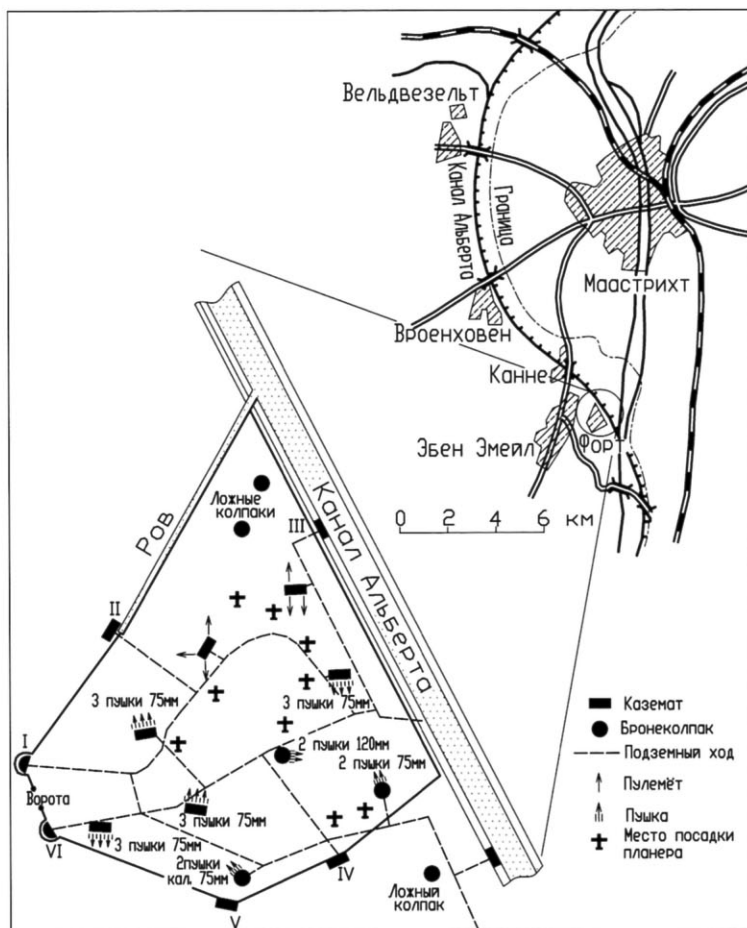 Вельдвезельт
Канал Альберта
Граница
Маастрихт
Вроенховен
Канне
Эбен Эмейл
Фор
0 2 4 6 км
Ров
Ложные
колпаки
III
Канал Альберта
II
3 пушки 75мм
3 пушки 75мм
I
2 пушки 120мм
2 пушки 75мм
Ворота
3 пушки 75мм
VI
3 пушки 75мм
2пушки
кал. 75мм
IV
V
Ложный
колпак
Каземат
Бронеколпак
Подземный ход
Пулемёт
Пушка
Место посадки
планера